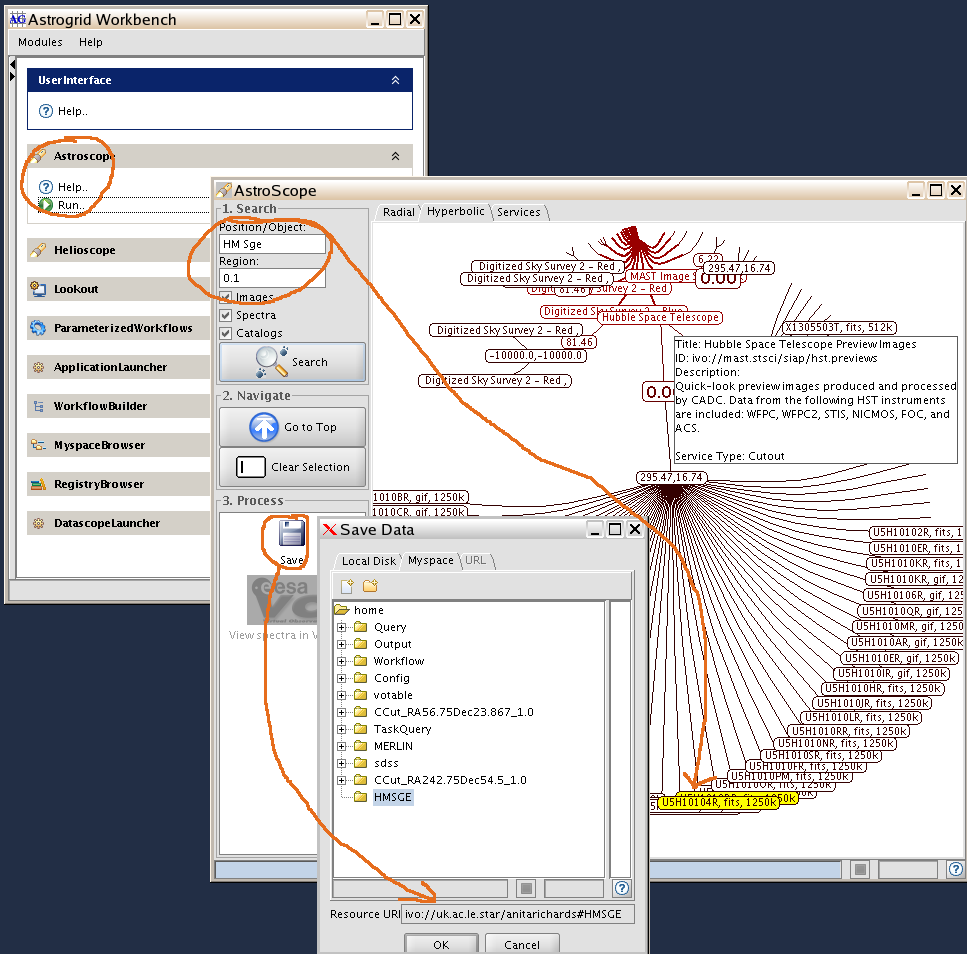 AG Astrogrid Workbench
Modules Help
UserInterface
Help..
Astroscope
Help..
Run..
Helioscope
Lookout
ParameterizedWorkflows
ApplicationLauncher
WorkflowBuilder
MyspaceBrowser
RegistryBrowser
DatascopeLauncher
AstroScope
1. Search
Position/Object:
HM Sge
Region:
0.1
Images
Spectra
Catalogs
Search
2. Navigate
Go to Top
Clear Selection
3. Process
Save
esa
View spectra in V
Radial Hyperbolic Services
6.22
295.47,16.74
0.00
Digitized Sky Survey 2 - Red ,
MAST Image S
Digitized Sky Survey 2 - Red ,
81.46
Survey 2 - Red)
Digitized Sky Survey 2 - Blue
Hubble Space Telescope
Digitized Sky Survey 2 - Red ,
81.46
-10000.0,-10000.0
Digitized Sky Survey 2 - Red ,
X1305503T, fits, 512k
0.0
Title: Hubble Space Telescope Preview Images
ID: ivo://mast.stsci/siap/hst.previews
Description:
Quick-look preview images produced and processed
by CADC. Data from the following HST instruments
are included: WFPC, WFPC2, STIS, NICMOS, FOC, and
ACS.
Service Type: Cutout
295.47,16.74
1010BR, gif, 1250k
1010CR, gif, 1250k
U5H10102R, fits, 1
U5H1010ER, fits, 1
U5H1010KR, fits, 1
U5H1010KR, gif, 12
U5H10106R, fits, 12
U5H1010QR, fits, 12
U5H1010MR, fits, 125
U5H1010AR, gif, 1250
U5H1010ER, gif, 1250k
U5H1010IR, gif, 1250k
U5H1010HR, fits, 1250k
U5H1010JR, fits, 1250k
U5H1010LR, fits, 1250k
U5H1010RR, fits, 1250k
U5H1010NR, fits, 1250k
U5H1010SR, fits, 1250k
U5H1010FR, fits, 1250k
U5H1010PM, fits, 1250k
U5H10104R, fits, 1250k
Save Data
Local Disk Myspace URL
home
Query
Output
Workflow
Config
votable
CCut_RA56.75Dec23.867_1.0
TaskQuery
MERLIN
sdss
CCut_RA242.75Dec54.5_1.0
HMSGE
Resource URI ivo://uk.ac.le.star/anitarichards#HMSGE
OK Cancel